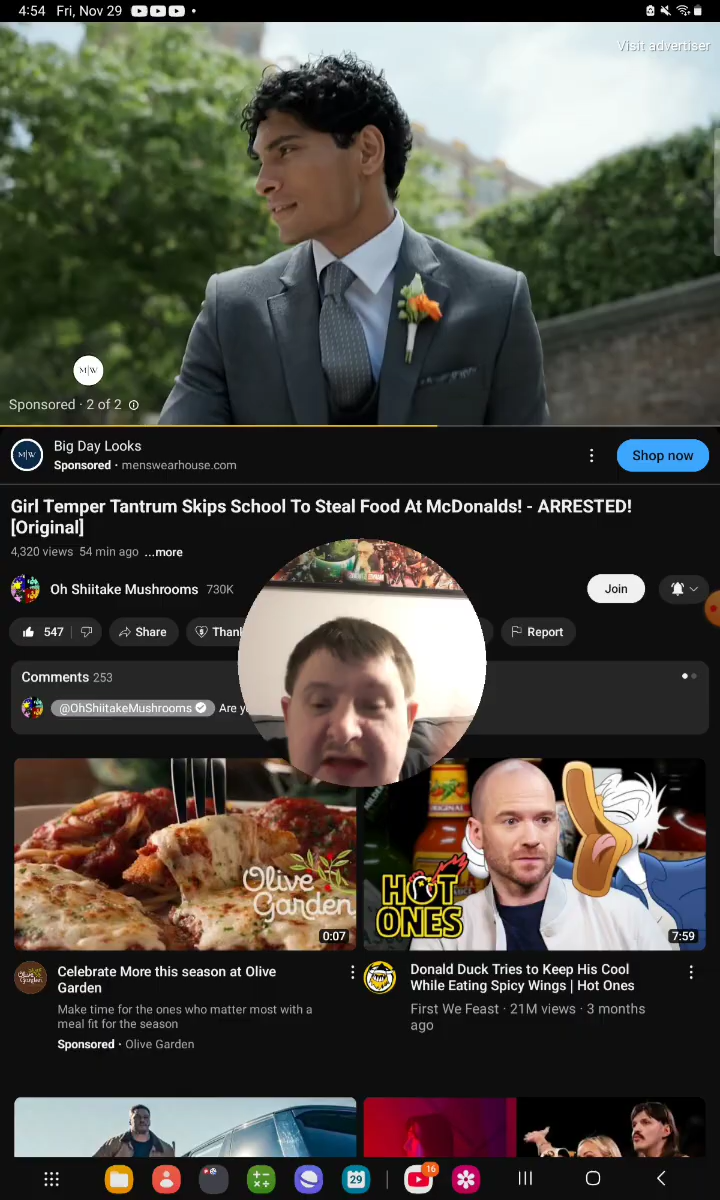 4:54 Fri, Nov 29
Visit advertiser
M|W
Sponsored · 2 of 2
M|W
Big Day Looks
Sponsored · menswearhouse.com
Shop now
Girl Temper Tantrum Skips School To Steal Food At McDonalds! - ARRESTED!
[Original]
4,320 views 54 min ago ...more
Oh Shiitake Mushrooms 730K
Join
547
Share
Report
Comments 253
@OhShiitakeMushrooms Are
ORIGINAL
Olive
Garden
0:07
HOT
ONES
7:59
Celebrate More this season at Olive
Garden
Make time for the ones who matter most with a
meal fit for the season
Sponsored · Olive Garden
Donald Duck Tries to Keep His Cool
While Eating Spicy Wings | Hot Ones
First We Feast · 21M views · 3 months
ago
29
16